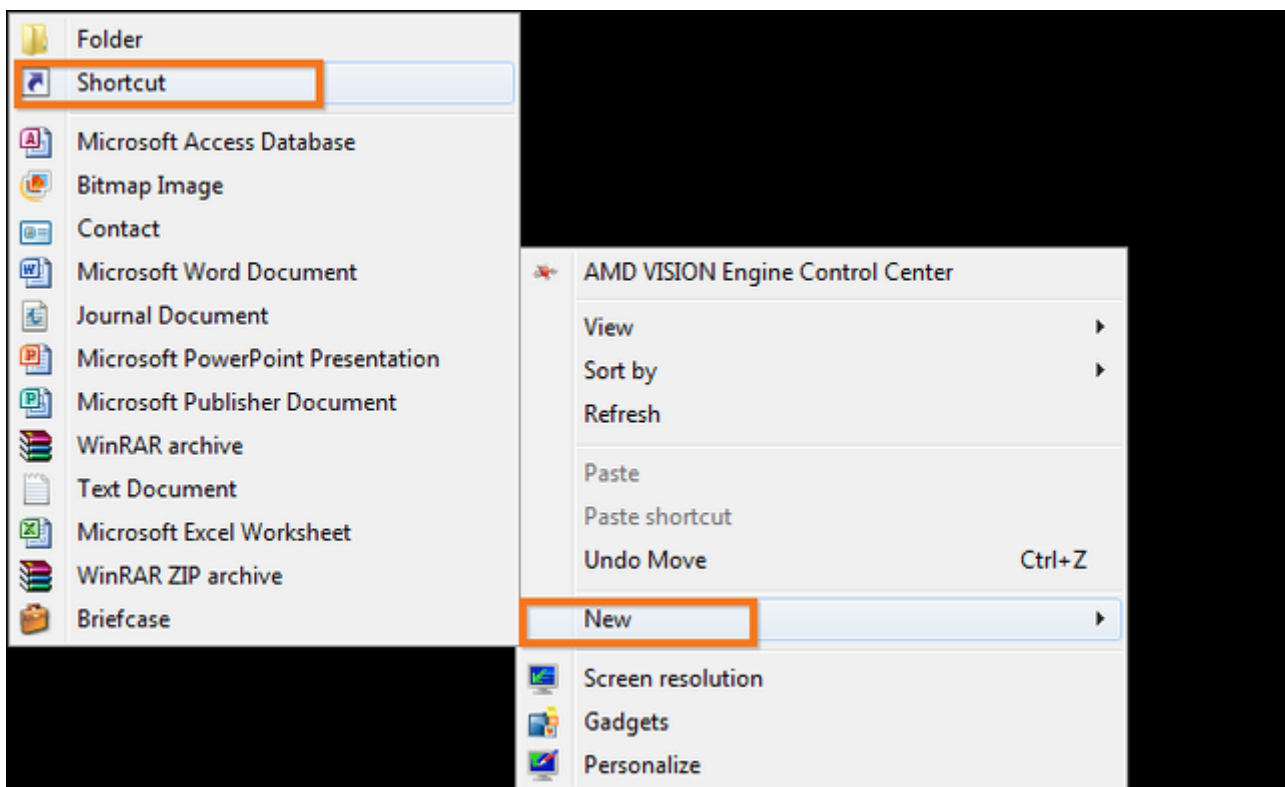 Folder
Shortcut
Microsoft Access Database
Bitmap Image
Contact
Microsoft Word Document
Journal Document
Microsoft PowerPoint Presentation
Microsoft Publisher Document
WinRAR archive
Text Document
Microsoft Excel Worksheet
WinRAR ZIP archive
Briefcase
AMD VISION Engine Control Center
View
Sort by
Refresh
Paste
Paste shortcut
Undo Move Ctrl+Z
New
Screen resolution
Gadgets
Personalize